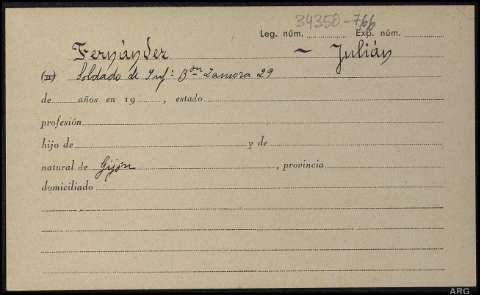 34350-766
Leg. núm. Exp. núm.
Fernández - Julián
(II) Soldado de Inf: Bon Zamora 29
de años en 19 , estado
profesión
hijo de y de
natural de Gijón , provincia
domiciliado
ARG